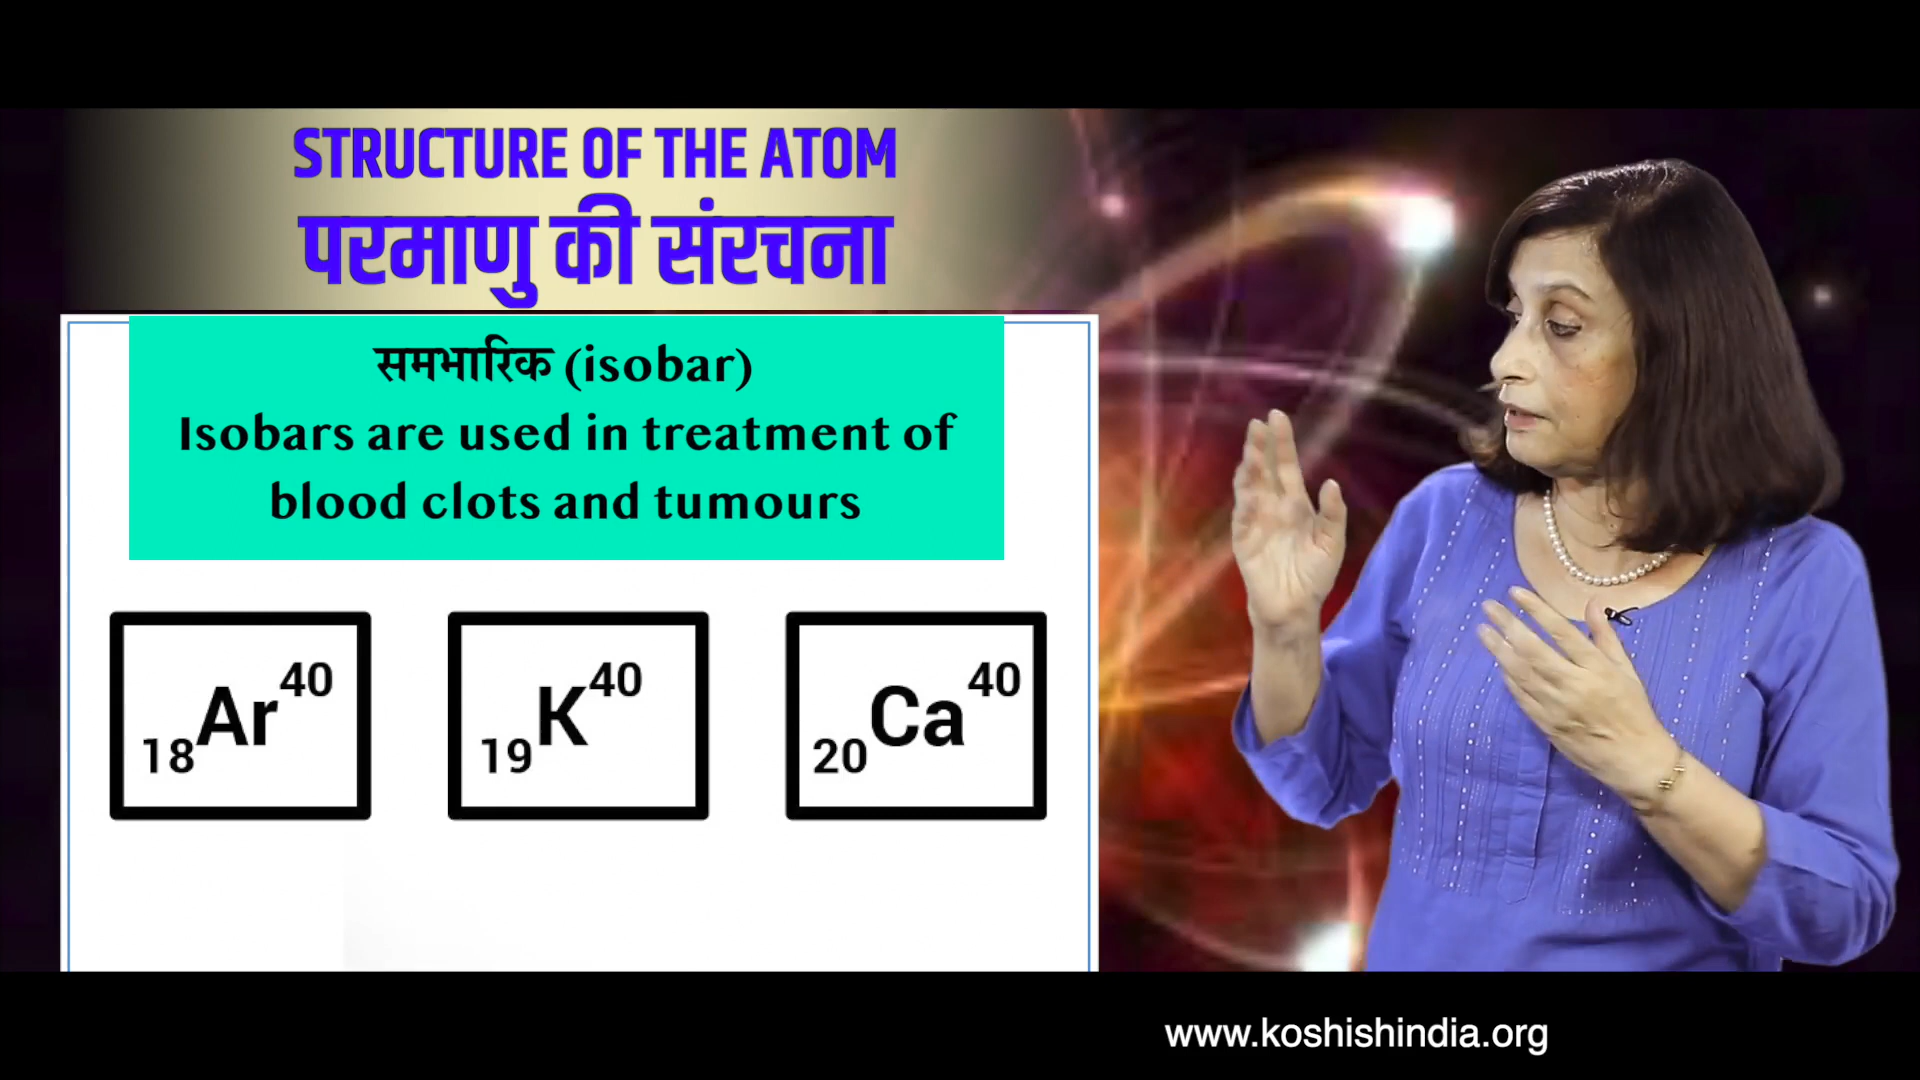 STRUCTURE OF THE ATOM
परमाणु की संरचना
समभारिक (isobar)
Isobars are used in treatment of
blood clots and tumours
18Ar40
19K40
20Ca40
www.koshishindia.org